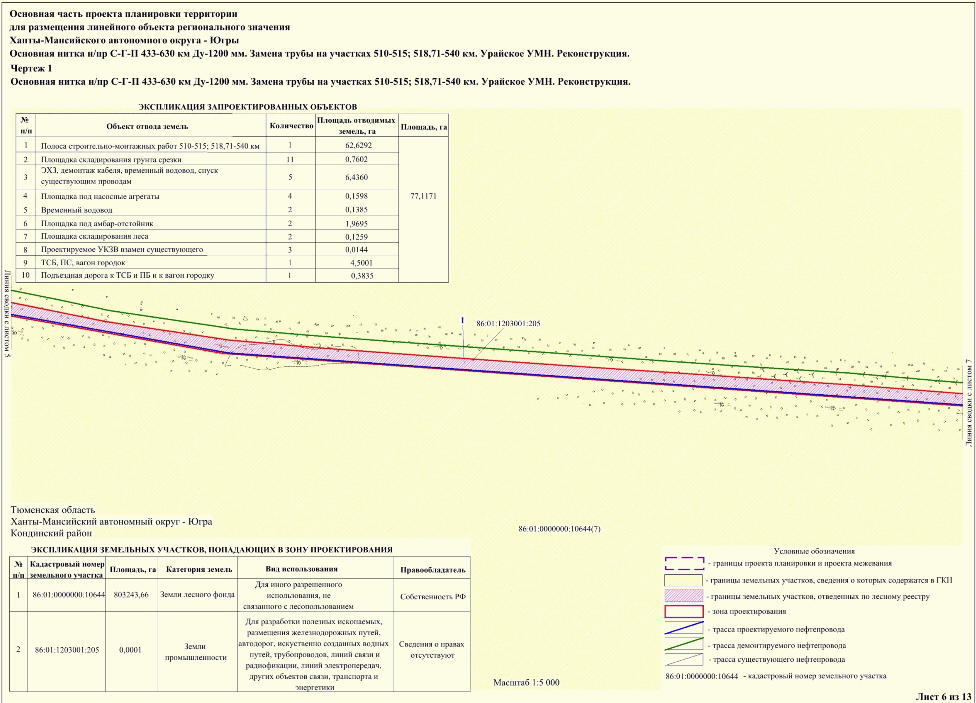 Основная часть проекта планировки территории
для размещения линейного объекта регионального значения
Ханты-Мансийского автономного округа - Югры
Основная нитка н/пр С-Г-П 433-630 км Ду-1200 мм. Замена трубы на участках 510-515; 518,71-540 км. Урайское УМН. Реконструкция.
Чертеж 1
Основная нитка н/пр С-Г-П 433-630 км Ду-1200 мм. Замена трубы на участках 510-515; 518,71-540 км. Урайское УМН. Реконструкция.
ЭКСПЛИКАЦИЯ ЗАПРОЕКТИРОВАННЫХ ОБЪЕКТОВ
№ п/п Объект отвода земель Количество Площадь отводимых земель, га Площадь, га
1 Полоса строительно-монтажных работ 510-515; 518,71-540 км 1 62,6292
2 Площадка складирования грунта срезки 11 0,7602
3 ЭХЗ, демонтаж кабеля, временный водовод, спуск
существующим проводам 5 6,4360
4 Площадка под насосные агрегаты 4 0,1598 77,1171
5 Временный водовод 2 0,1385
6 Площадка под амбар-отстойник 2 1,9695
7 Площадка складирования леса 2 0,1259
8 Проектируемое УКЗВ взамен существующего 3 0,0144
9 ТСБ, ПС, вагон городок 1 4,5001
10 Подъездная дорога к ТСБ и ПБ и к вагон городку 1 0,3835
Линия сводки с листом 5
1
86:01:1203001:205
Линия сводки с листом 7
Тюменская область
Ханты-Мансийский автономный округ - Югра
Кондинский район
86:01:0000000:10644(7)
ЭКСПЛИКАЦИЯ ЗЕМЕЛЬНЫХ УЧАСТКОВ, ПОПАДАЮЩИХ В ЗОНУ ПРОЕКТИРОВАНИЯ
№ п/п Кадастровый номер земельного участка Площадь, га Категория земель Вид использования Правообладатель
1 86:01:0000000:10644 803243,66 Земли лесного фонда Для иного разрешенного
использования, не
связанного с лесопользованием Собственность РФ
2 86:01:1203001:205 0,0001 Земли промышленности Для разработки полезных ископаемых,
размещения железнодорожных путей,
автодорог, искуственно созданных водных
путей, трубопроводов, линий связи и
радиофикации, линий электропередач,
других объектов связи, транспорта и
энергетики Сведения о правах отсутствуют
Масштаб 1:5 000
Условные обозначения
- границы проекта планировки и проекта межевания
- границы земельных участков, сведения о которых содержатся в ГКН
- границы земельных участков, отведенных по лесному реестру
- зона проектирования
- трасса проектируемого нефтепровода
- трасса демонтируемого нефтепровода
- трасса существующего нефтепровода
86:01:0000000:10644 - кадастровый номер земельного участка
Лист 6 из 13